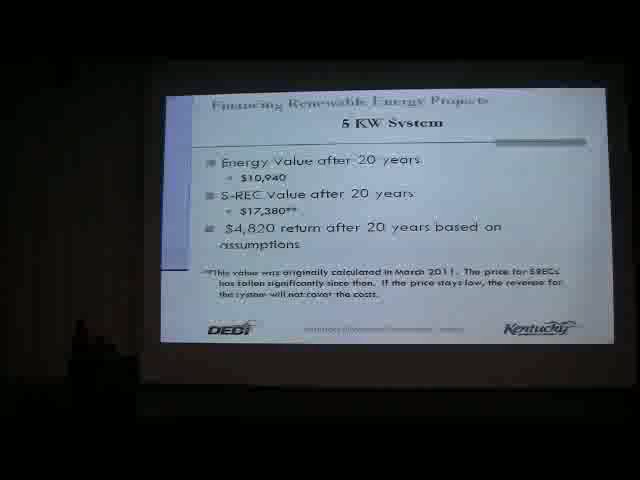 Financing Renewable Energy Projects
5 KW System
Energy Value after 20 years
$10,940
S-REC Value after 20 years
$17,380**
$4,820 return after 20 years based on
assumptions
**This value was originally calculated in March 2011. The price for SRECs
has fallen significantly since then. If the price stays low, the revenue for
the system will not cover the costs.
DEDI
Kentucky